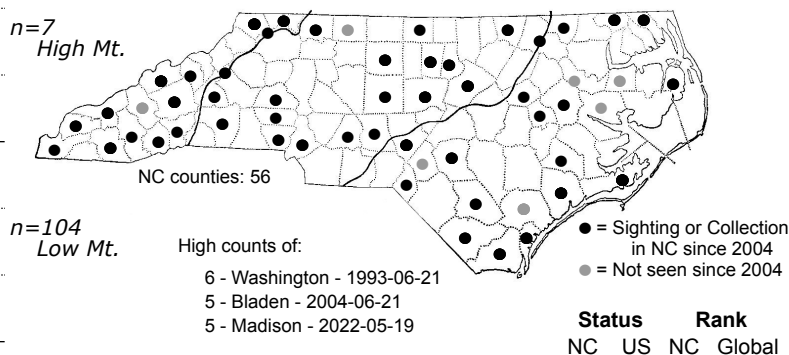 n=7
High Mt.
NC counties: 56
n=104
Low Mt.
High counts of:
6 - Washington - 1993-06-21
5 - Bladen - 2004-06-21
5 - Madison - 2022-05-19
● = Sighting or Collection
in NC since 2004
● = Not seen since 2004
Status Rank
NC US NC Global